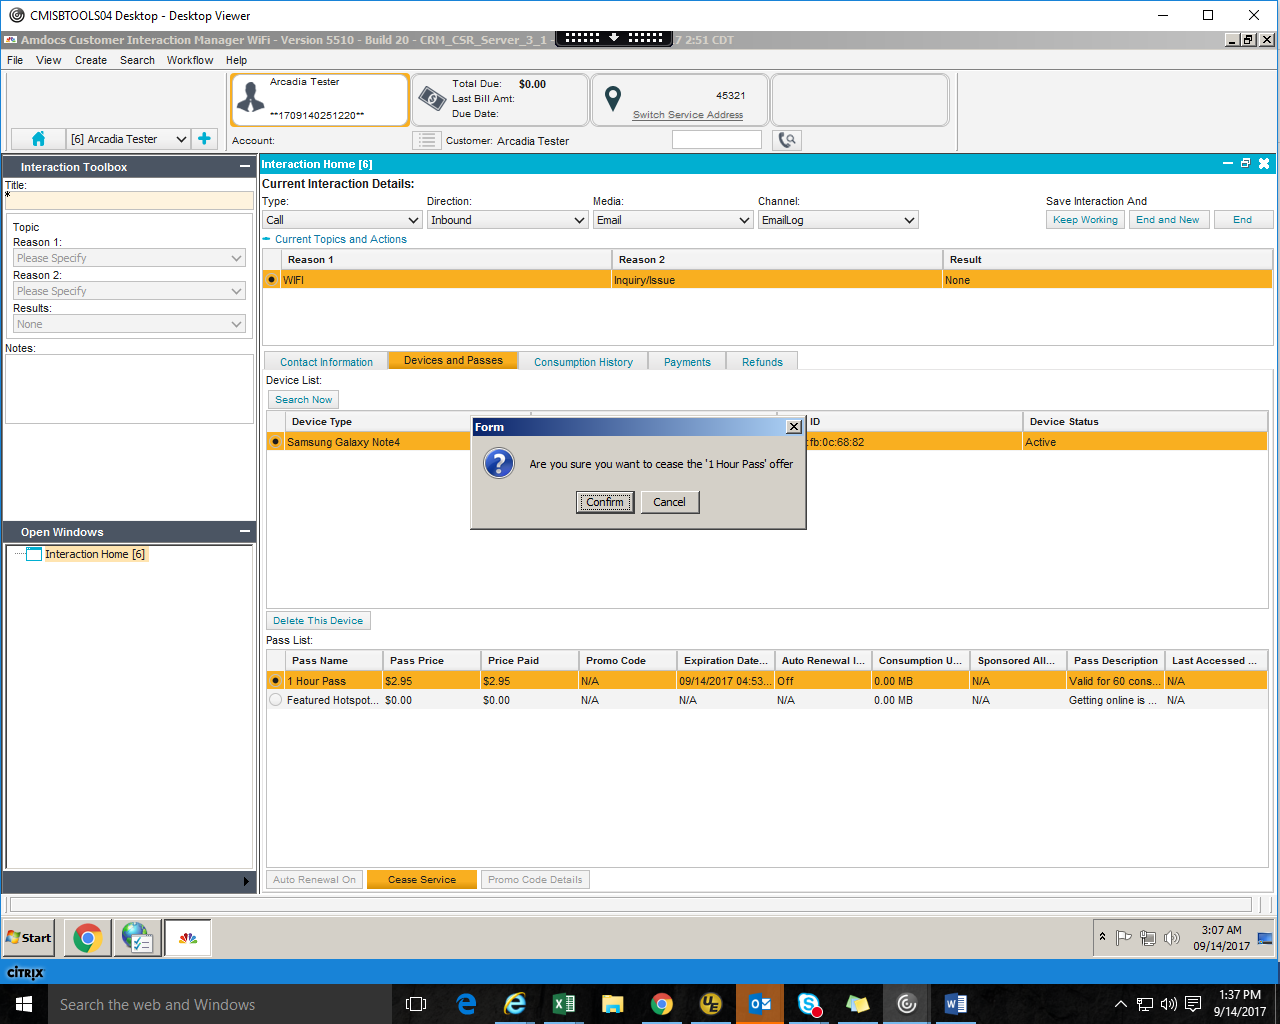 CMISBTOOLS04 Desktop - Desktop Viewer
Amdocs Customer Interaction Manager WiFi - Version 5510 - Build 20 - CRM_CSR_Server_3_1 - 7 2:51 CDT
File View Create Search Workflow Help
Arcadia Tester
**1709140251220**
Total Due: $0.00
Last Bill Amt:
Due Date:
45321
Switch Service Address
[6] Arcadia Tester
Account:
Customer: Arcadia Tester
Interaction Toolbox
Title:
*
Topic
Reason 1:
Please Specify
Reason 2:
Please Specify
Results:
None
Notes:
Open Windows
Interaction Home [6]
Interaction Home [6]
Current Interaction Details:
Type: Direction: Media: Channel: Save Interaction And
Call Inbound Email EmailLog Keep Working End and New End
Current Topics and Actions
Reason 1 Reason 2 Result
WIFI Inquiry/Issue None
Contact Information Devices and Passes Consumption History Payments Refunds
Device List:
Search Now
Device Type ID Device Status
Samsung Galaxy Note4 :fb:0c:68:82 Active
Form
Are you sure you want to cease the '1 Hour Pass' offer
Confirm Cancel
Delete This Device
Pass List:
Pass Name Pass Price Price Paid Promo Code Expiration Date... Auto Renewal I... Consumption U... Sponsored All... Pass Description Last Accessed ...
1 Hour Pass $2.95 $2.95 N/A 09/14/2017 04:53... Off 0.00 MB N/A Valid for 60 cons... N/A
Featured Hotspot... $0.00 $0.00 N/A N/A N/A 0.00 MB N/A Getting online is ... N/A
Auto Renewal On Cease Service Promo Code Details
Start
3:07 AM
09/14/2017
CITRIX
Search the web and Windows
1:37 PM
9/14/2017